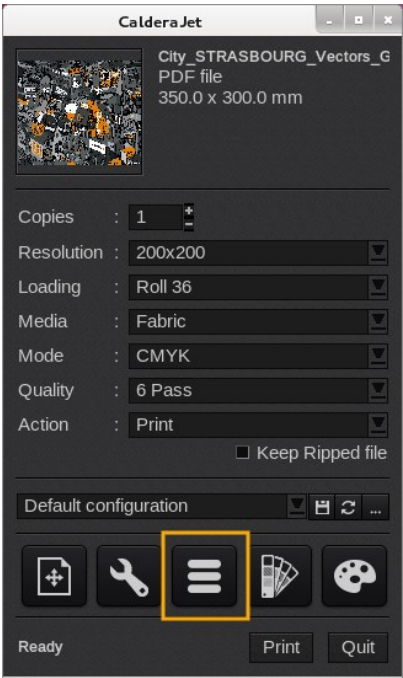 CalderaJet
City_STRASBOURG_Vectors_G
PDF file
350.0 x 300.0 mm
Copies : 1
Resolution : 200x200
Loading : Roll 36
Media : Fabric
Mode : CMYK
Quality : 6 Pass
Action : Print
Keep Ripped file
Default configuration ...
Ready Print Quit